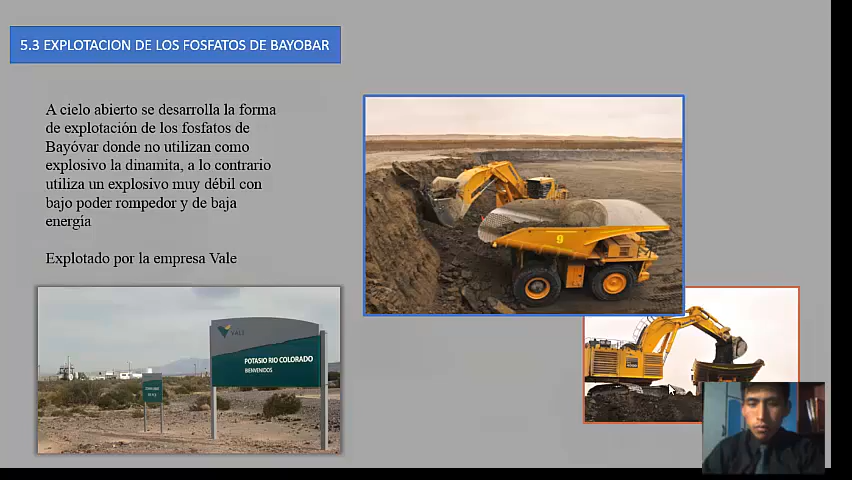 5.3 EXPLOTACION DE LOS FOSFATOS DE BAYOBAR
A cielo abierto se desarrolla la forma
de explotación de los fosfatos de
Bayóvar donde no utilizan como
explosivo la dinamita, a lo contrario
utiliza un explosivo muy débil con
bajo poder rompedor y de baja
energía
Explotado por la empresa Vale
9
VALE
POTASIO RIO COLORADO
BIENVENIDOS